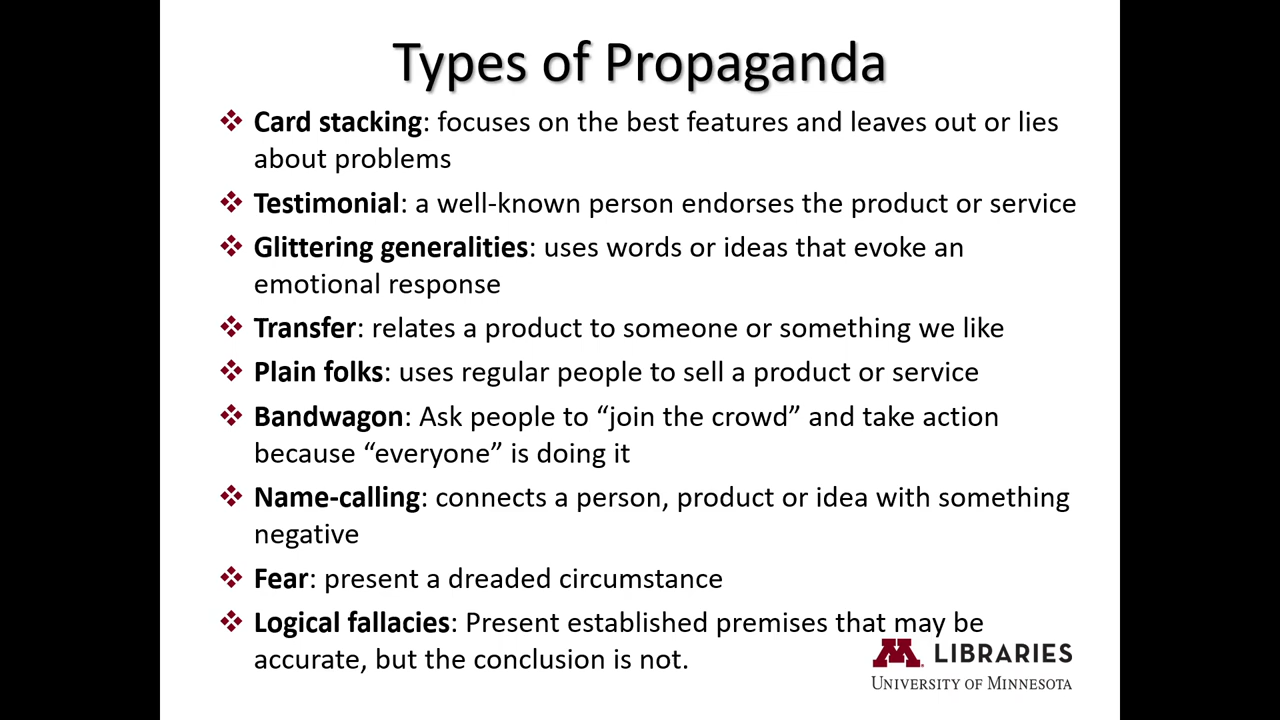 Types of Propaganda
Card stacking: focuses on the best features and leaves out or lies
about problems
Testimonial: a well-known person endorses the product or service
Glittering generalities: uses words or ideas that evoke an
emotional response
Transfer: relates a product to someone or something we like
Plain folks: uses regular people to sell a product or service
Bandwagon: Ask people to “join the crowd” and take action
because “everyone” is doing it
Name-calling: connects a person, product or idea with something
negative
Fear: present a dreaded circumstance
Logical fallacies: Present established premises that may be
accurate, but the conclusion is not.
M LIBRARIES
UNIVERSITY OF MINNESOTA